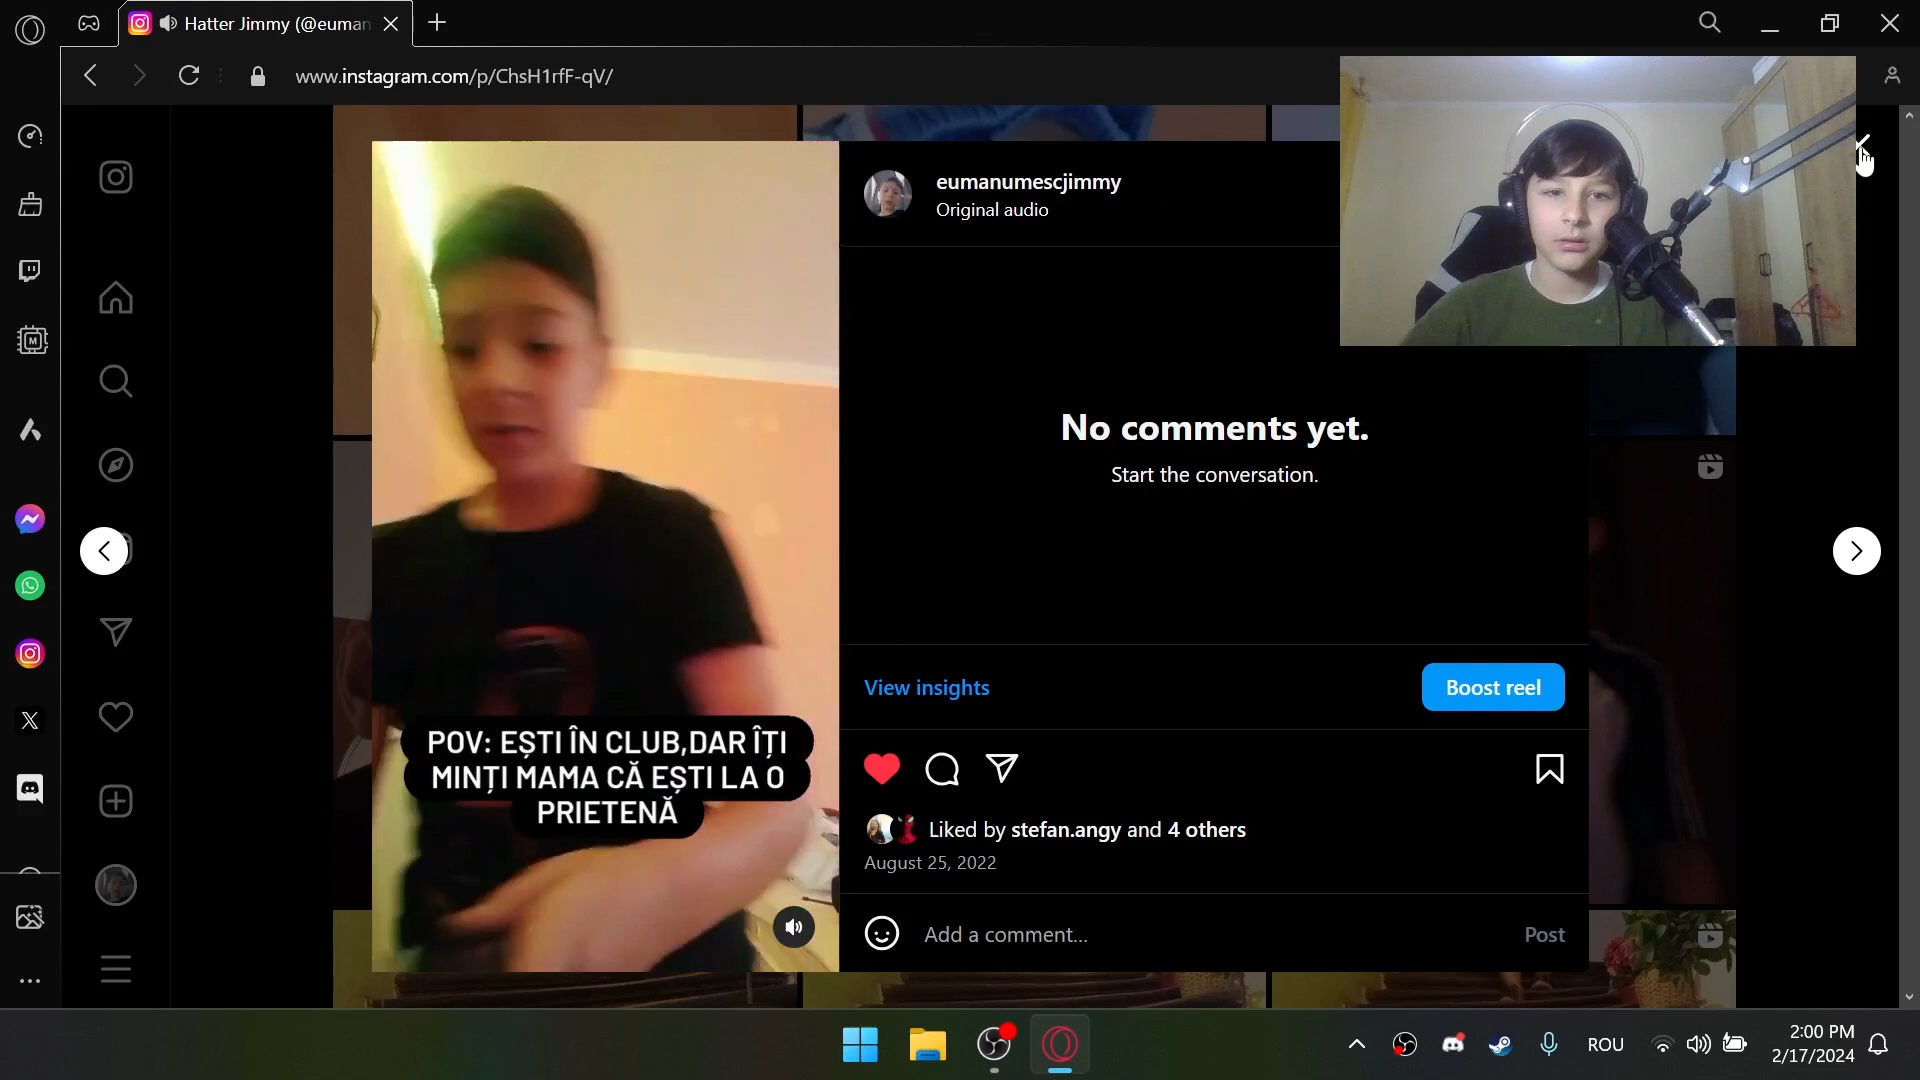 Hatter Jimmy (@euman
www.instagram.com/p/ChsH1rfF-qV/
eumanumescjimmy
Original audio
No comments yet.
Start the conversation.
View insights
Boost reel
POV: EȘTI ÎN CLUB,DAR ÎȚI
MINȚI MAMA CĂ EȘTI LA O
PRIETENĂ
Liked by stefan.angy and 4 others
August 25, 2022
Add a comment...
Post
ROU
2:00 PM
2/17/2024